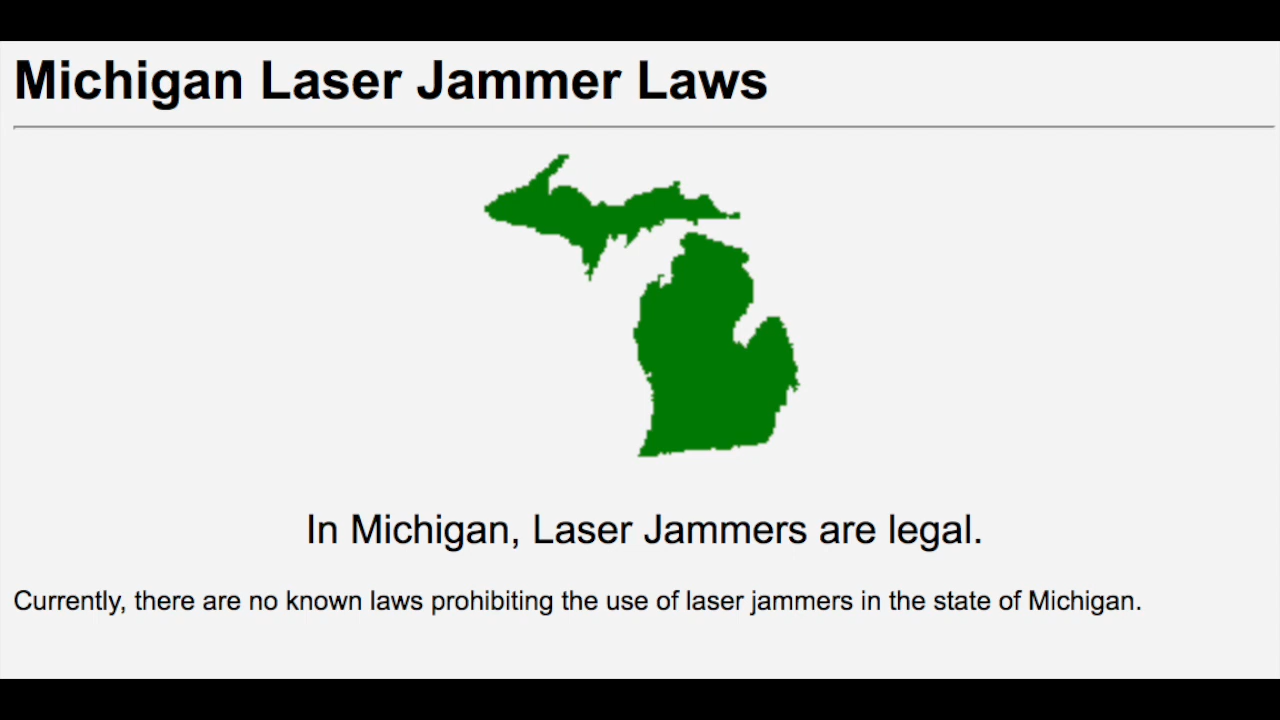 Michigan Laser Jammer Laws
In Michigan, Laser Jammers are legal.
Currently, there are no known laws prohibiting the use of laser jammers in the state of Michigan.